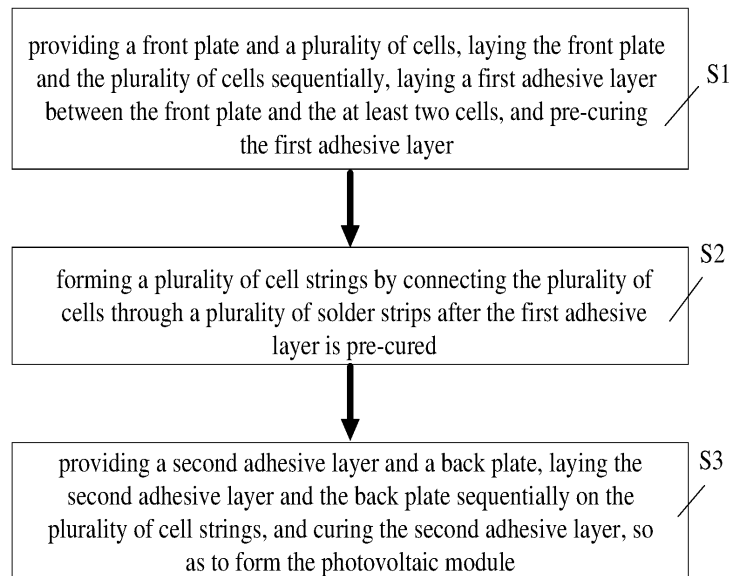 providing a front plate and a plurality of cells, laying the front plate
and the plurality of cells sequentially, laying a first adhesive layer
between the front plate and the at least two cells, and pre-curing
the first adhesive layer
S1
forming a plurality of cell strings by connecting the plurality of
cells through a plurality of solder strips after the first adhesive
layer is pre-cured
S2
providing a second adhesive layer and a back plate, laying the
second adhesive layer and the back plate sequentially on the
plurality of cell strings, and curing the second adhesive layer, so
as to form the photovoltaic module
S3